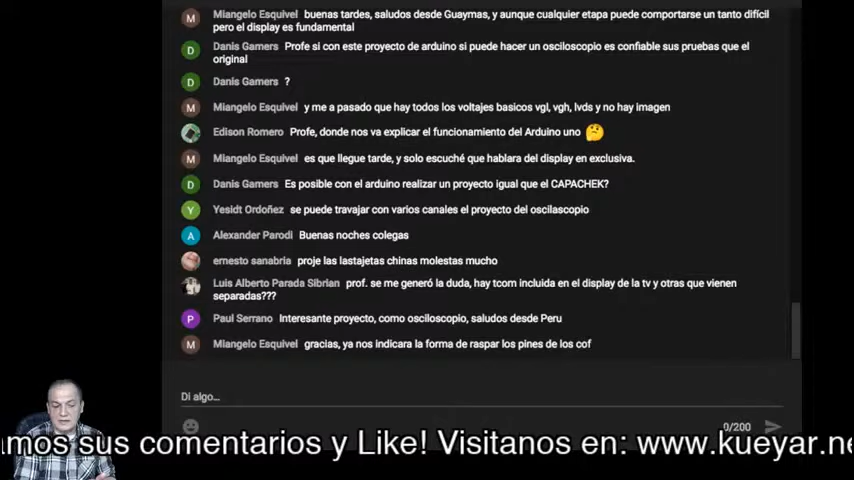 Miangelo Esquivel buenas tardes, saludos desde Guaymas, y aunque cualquier etapa puede comportarse un tanto difícil
pero el display es fundamental
Danis Gamers Profe si con este proyecto de arduino si puede hacer un osciloscopio es confiable sus pruebas que el
original
Danis Gamers ?
Miangelo Esquivel y me a pasado que hay todos los voltajes basicos vgl, vgh, lvds y no hay imagen
Edison Romero Profe, donde nos va explicar el funcionamiento del Arduino uno 🤔
Miangelo Esquivel es que llegue tarde, y solo escuché que hablara del display en exclusiva.
Danis Gamers Es posible con el arduino realizar un proyecto igual que el CAPACHEK?
Yesidt Ordoñez se puede travajar con varios canales el proyecto del oscilascopio
Alexander Parodi Buenas noches colegas
ernesto sanabria proje las lastajetas chinas molestas mucho
Luis Alberto Parada Sibrian prof. se me generó la duda, hay tcom incluida en el display de la tv y otras que vienen
separadas???
Paul Serrano Interesante proyecto, como osciloscopio, saludos desde Peru
Miangelo Esquivel gracias, ya nos indicara la forma de raspar los pines de los cof
Di algo...
0/200
amos sus comentarios y Like! Visitanos en: www.kueyar.ne